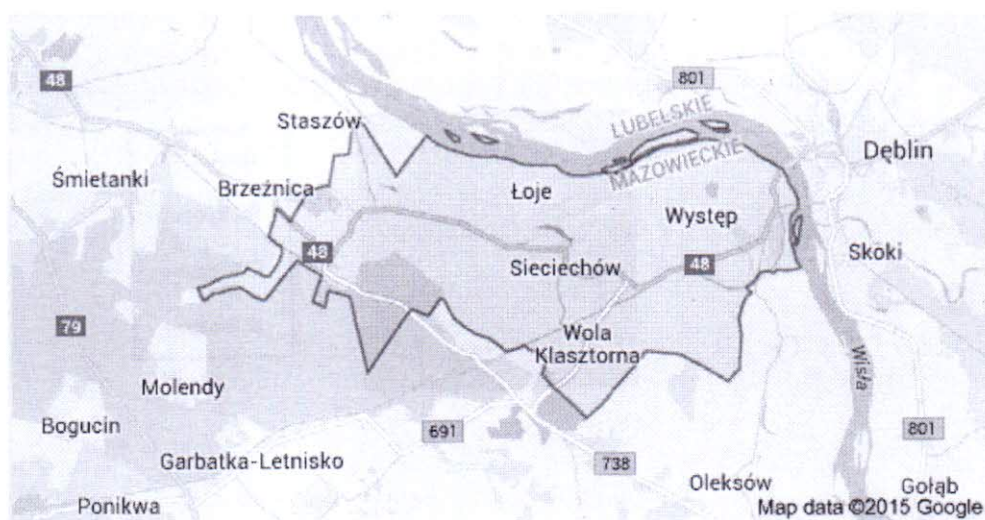 48
801
Staszów
LUBELSKIE
MAZOWIECKIE
Dęblin
Śmietanki
Brzeźnica
Łoje
Występ
48
Sieciechów
48
Skoki
79
Wola
Klasztorna
Wisła
Molendy
Bogucin
691
801
Garbatka-Letnisko
738
Oleksów
Gołąb
Ponikwa
Map data ©2015 Google